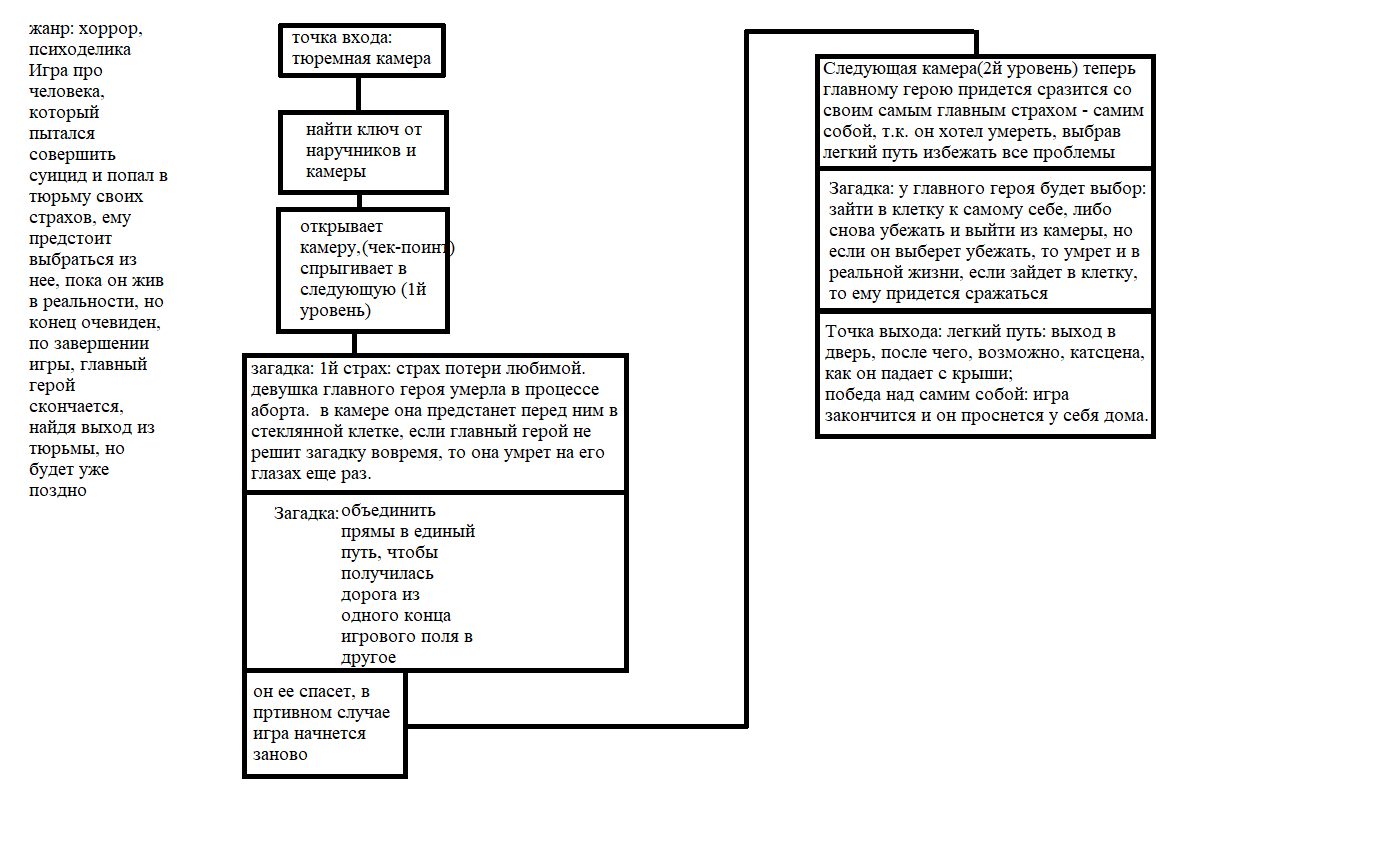 жанр: хоррор,
психоделика
Игра про
человека,
который
пытался
совершить
суицид и попал в
тюрьму своих
страхов, ему
предстоит
выбраться из
нее, пока он жив
в реальности, но
конец очевиден,
по завершении
игры, главный
герой
скончается,
найдя выход из
тюрьмы, но
будет уже
поздно
точка входа:
тюремная камера
найти ключ от
наручников и
камеры
открывает
камеру,(чек-поинт)
спрыгивает в
следующую (1й
уровень)
загадка: 1й страх: страх потери любимой.
девушка главного героя умерла в процессе
аборта. в камере она предстанет перед ним в
стеклянной клетке, если главный герой не
решит загадку вовремя, то она умрет на его
глазах еще раз.
Загадка: объединить
прямы в единый
путь, чтобы
получилась
дорога из
одного конца
игрового поля в
другое
он ее спасет, в
пртивном случае
игра начнется
заново
Следующая камера(2й уровень) теперь
главному герою придется сразится со
своим самым главным страхом - самим
собой, т.к. он хотел умереть, выбрав
легкий путь избежать все проблемы
Загадка: у главного героя будет выбор:
зайти в клетку к самому себе, либо
снова убежать и выйти из камеры, но
если он выберет убежать, то умрет и в
реальной жизни, если зайдет в клетку,
то ему придется сражаться
Точка выхода: легкий путь: выход в
дверь, после чего, возможно, катсцена,
как он падает с крыши;
победа над самим собой: игра
закончится и он проснется у себя дома.